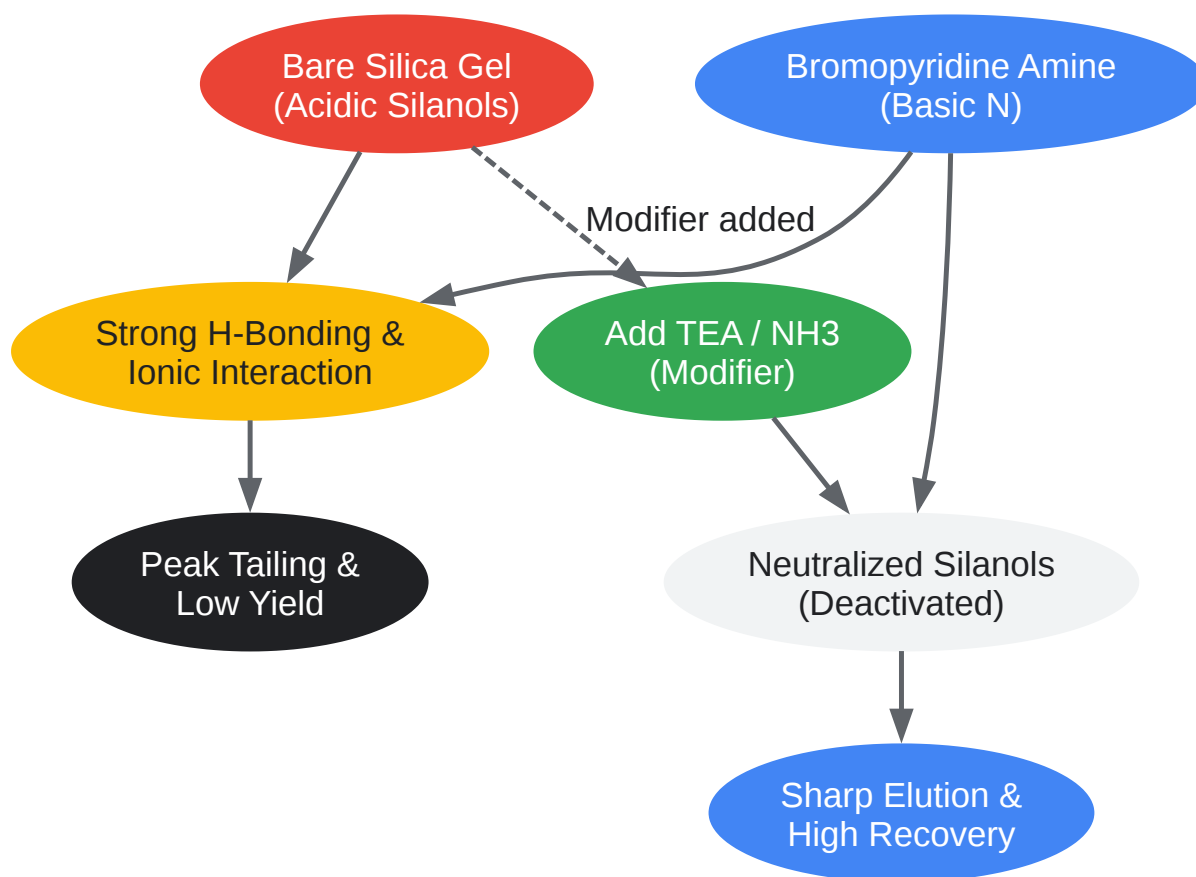 Bare Silica Gel
(Acidic Silanols)
Bromopyridine Amine
(Basic N)
Modifier added
Strong H-Bonding &
Ionic Interaction
Add TEA / NH3
(Modifier)
Peak Tailing &
Low Yield
Neutralized Silanols
(Deactivated)
Sharp Elution &
High Recovery